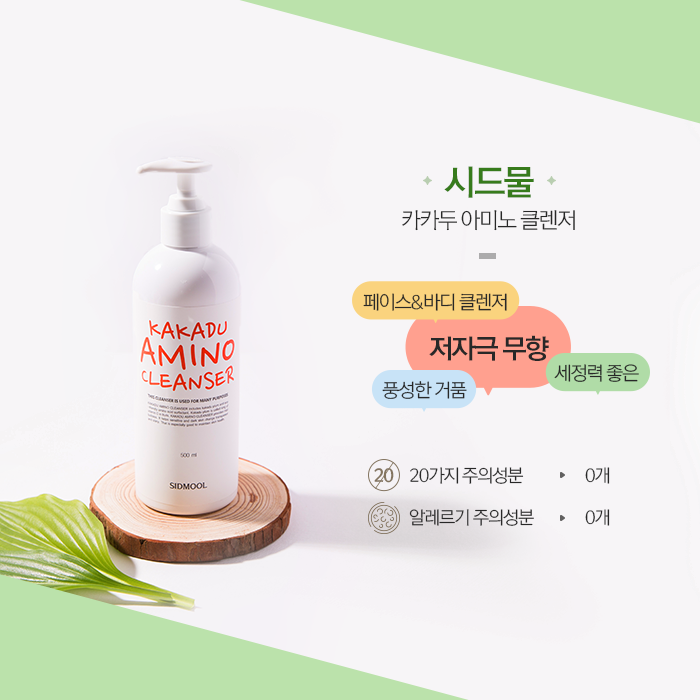 시드물
카카두 아미노 클렌저
페이스&바디 클렌저
저자극 무향
세정력 좋은
풍성한 거품
20 20가지 주의성분 0개
알레르기 주의성분 0개
KAKADU
AMINO
CLEANSER
THIS CLEANSER IS USED FOR MANY PURPOSES
500 ml
SIDMOOL